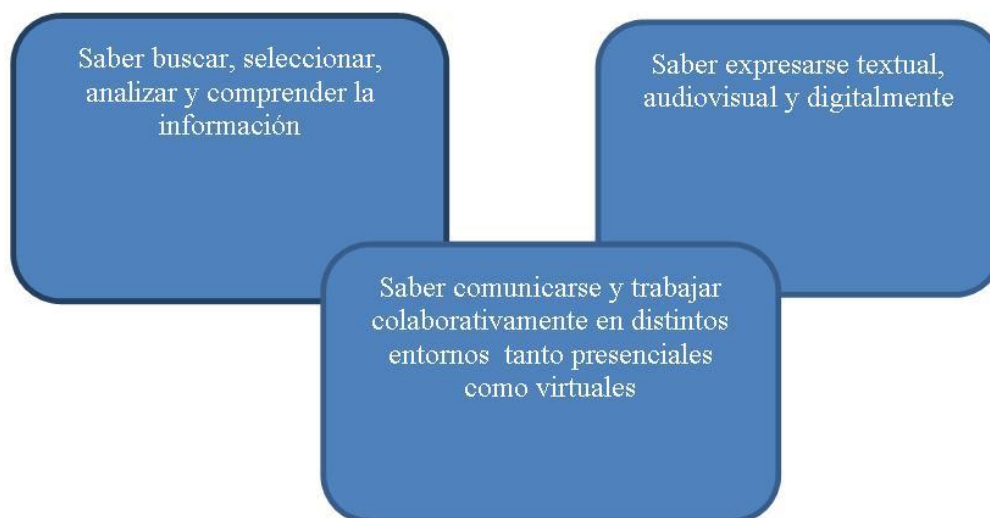 Saber buscar, seleccionar,
analizar y comprender la
información
Saber expresarse textual,
audiovisual y digitalmente
Saber comunicarse y trabajar
colaborativamente en distintos
entornos tanto presenciales
como virtuales